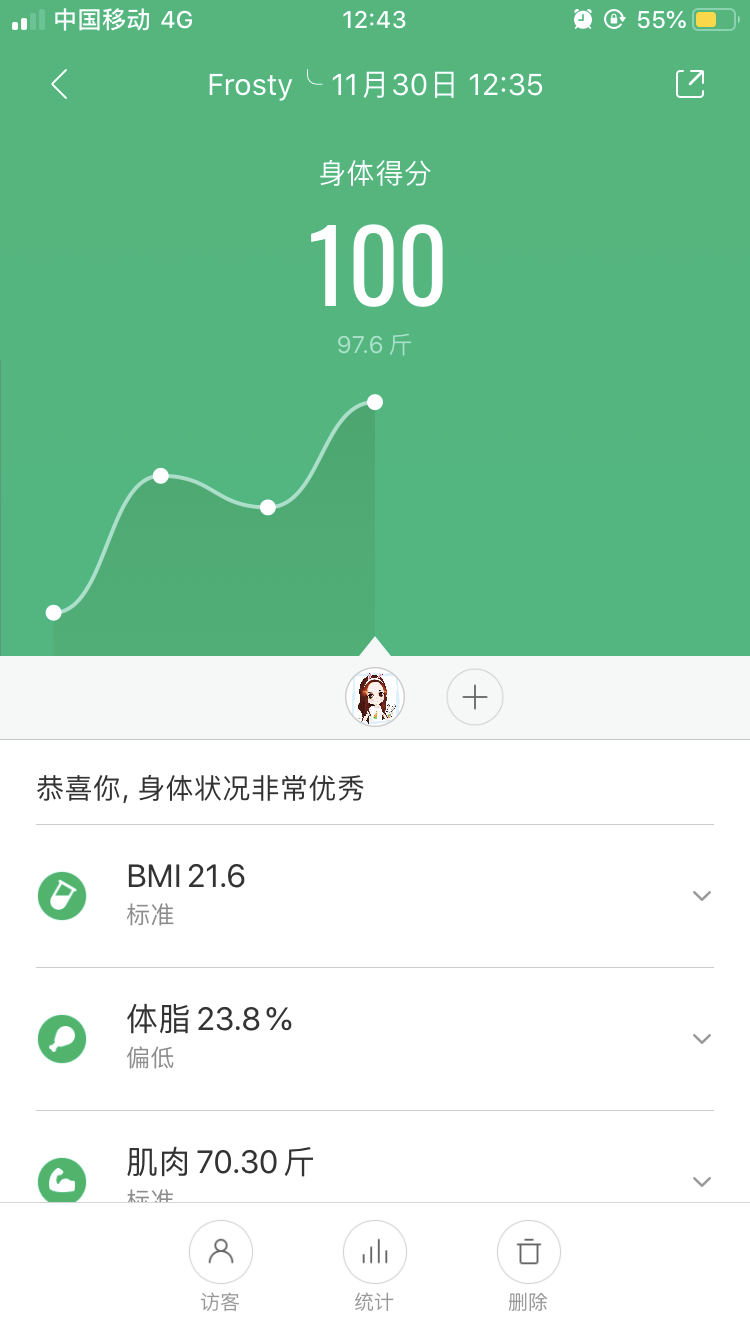 中国移动 4G 12:43 55%
Frosty 11月30日 12:35
身体得分
100
97.6 斤
恭喜你, 身体状况非常优秀
BMI 21.6
标准
体脂 23.8%
偏低
肌肉 70.30 斤
标准
访客 统计 删除